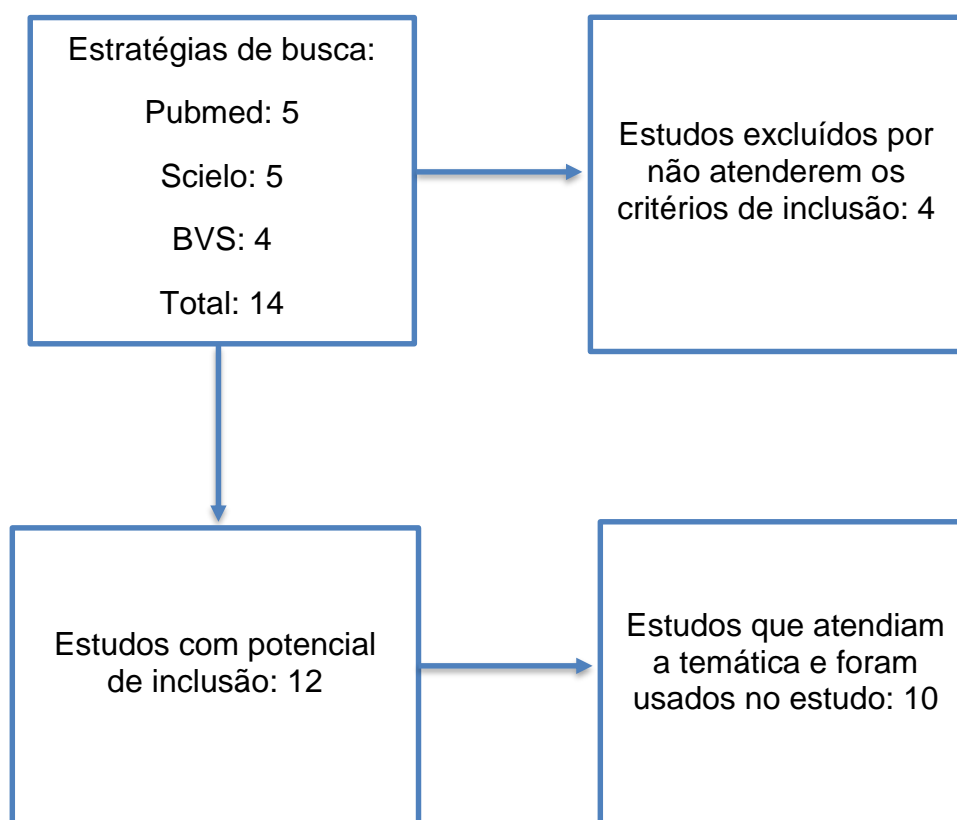 Estratégias de busca:
Pubmed: 5
Scielo: 5
BVS: 4
Total: 14
Estudos excluídos por
não atenderem os
critérios de inclusão: 4
Estudos com potencial
de inclusão: 12
Estudos que atendiam
a temática e foram
usados no estudo: 10